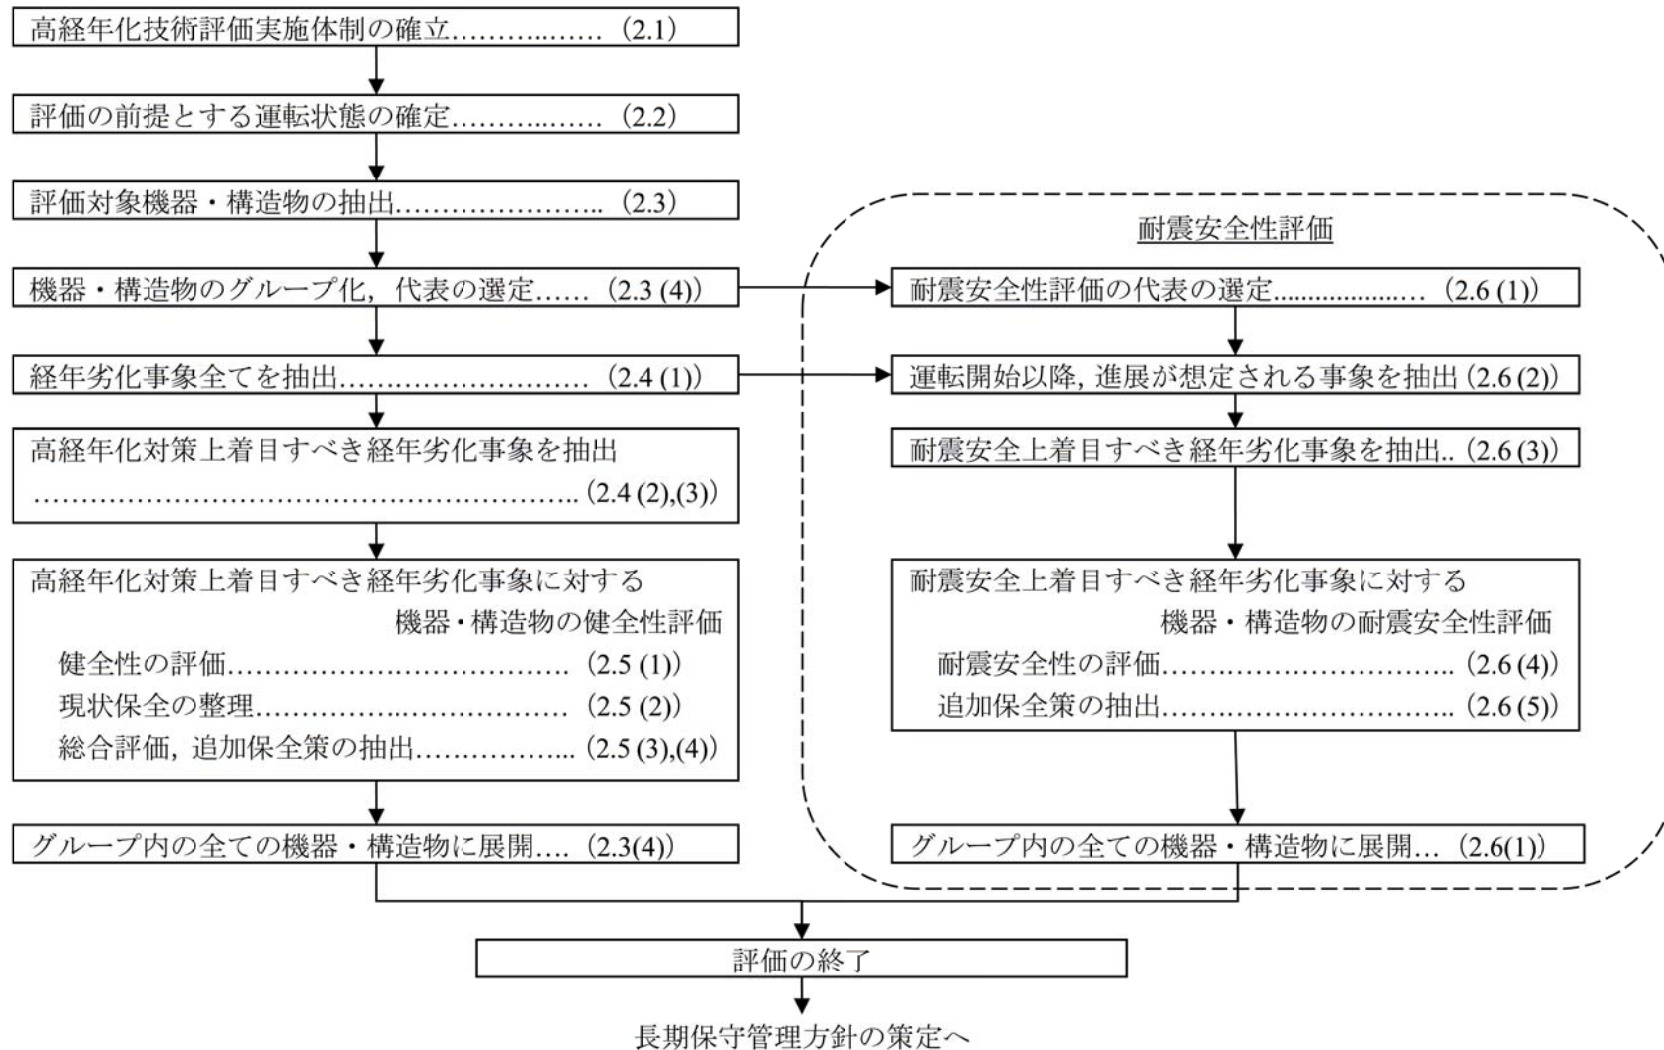 高経年化技術評価実施体制の確立………..……. （2.1）
評価の前提とする運転状態の確定………..……. （2.2）
評価対象機器・構造物の抽出………………….. （2.3）
機器・構造物のグループ化，代表の選定…… （2.3 (4)）
経年劣化事象全てを抽出……………………… （2.4 (1)）
高経年化対策上着目すべき経年劣化事象を抽出
………………………………………………….. （2.4 (2),(3)）
高経年化対策上着目すべき経年劣化事象に対する
機器・構造物の健全性評価
健全性の評価……………………………… （2.5 (1)）
現状保全の整理…………………………… （2.5 (2)）
総合評価, 追加保全策の抽出……………... （2.5 (3),(4)）
グループ内の全ての機器・構造物に展開…. （2.3(4)）
耐震安全性評価
耐震安全性評価の代表の選定..................…. （2.6 (1)）
運転開始以降, 進展が想定される事象を抽出（2.6 (2)）
耐震安全上着目すべき経年劣化事象を抽出.. （2.6 (3)）
耐震安全上着目すべき経年劣化事象に対する
機器・構造物の耐震安全性評価
耐震安全性の評価……………………….. （2.6 (4)）
追加保全策の抽出……………………….. （2.6 (5)）
グループ内の全ての機器・構造物に展開… （2.6(1)）
評価の終了
長期保守管理方針の策定へ